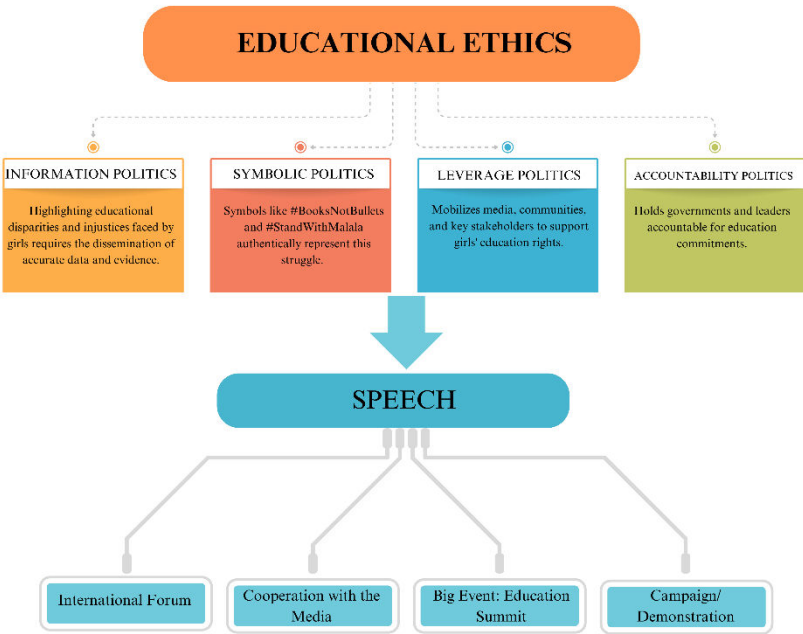 EDUCATIONAL ETHICS
INFORMATION POLITICS
Highlighting educational
disparities and injustices faced by
girls requires the dissemination of
accurate data and evidence.
SYMBOLIC POLITICS
Symbols like #BooksNotBullets
and #StandWithMalala
authentically represent this
struggle.
LEVERAGE POLITICS
Mobilizes media, communities,
and key stakeholders to support
girls' education rights.
ACCOUNTABILITY POLITICS
Holds governments and leaders
accountable for education
commitments.
SPEECH
International Forum
Cooperation with the
Media
Big Event: Education
Summit
Campaign/
Demonstration